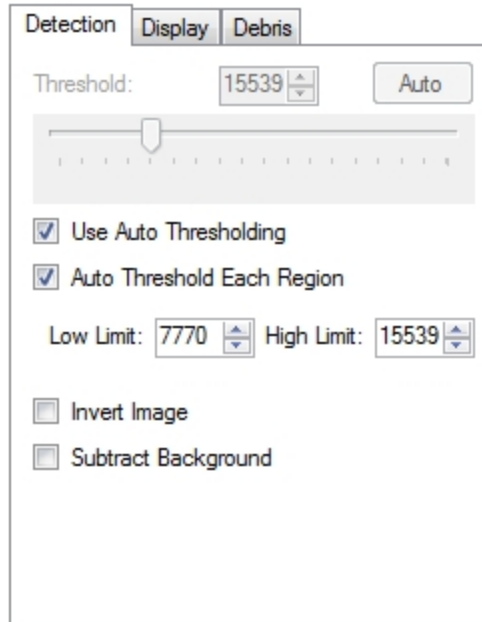 Detection Display Debris
Threshold: 15539 Auto
Use Auto Thresholding
Auto Threshold Each Region
Low Limit: 7770 High Limit: 15539
Invert Image
Subtract Background